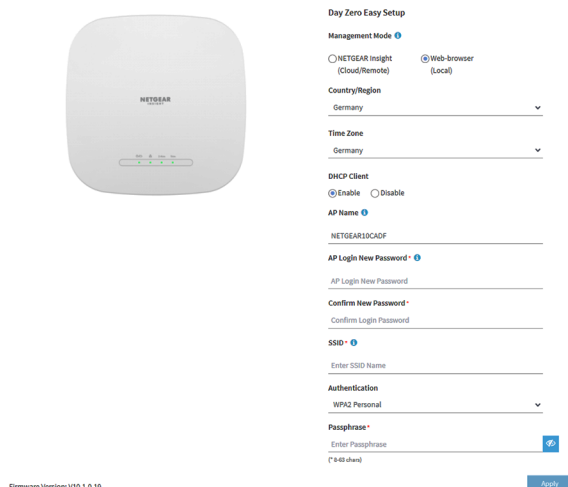 Day Zero Easy Setup
Management Mode
NETGEAR Insight
(Cloud/Remote)
Web-browser
(Local)
Country/Region
Germany
Time Zone
Germany
DHCP Client
Enable Disable
AP Name
NETGEAR10CADF
AP Login New Password*
AP Login New Password
Confirm New Password*
Confirm Login Password
SSID*
Enter SSID Name
Authentication
WPA2 Personal
Passphrase*
Enter Passphrase
(* 8-63 chars)
Apply
NETGEAR
Firmware Version: V10.1.0.19